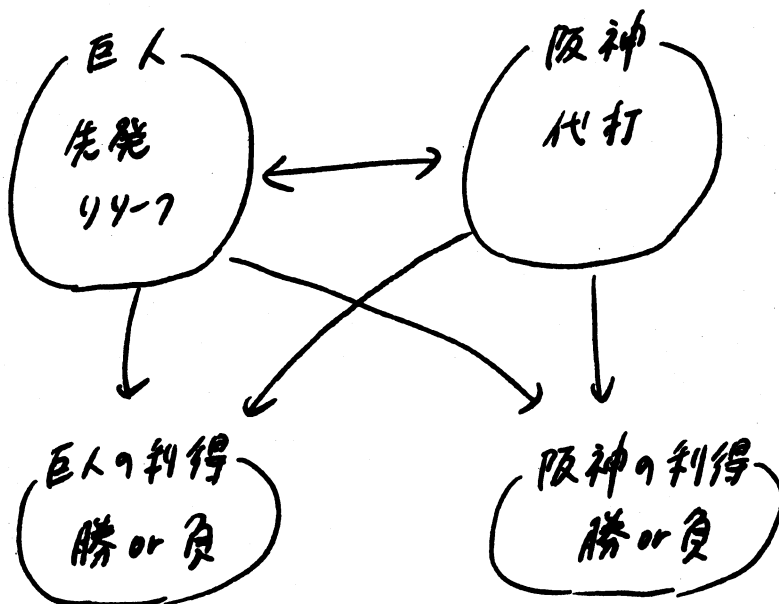 巨人
先発
リリーフ
阪神
代打
巨人の利得
勝or負
阪神の利得
勝or負